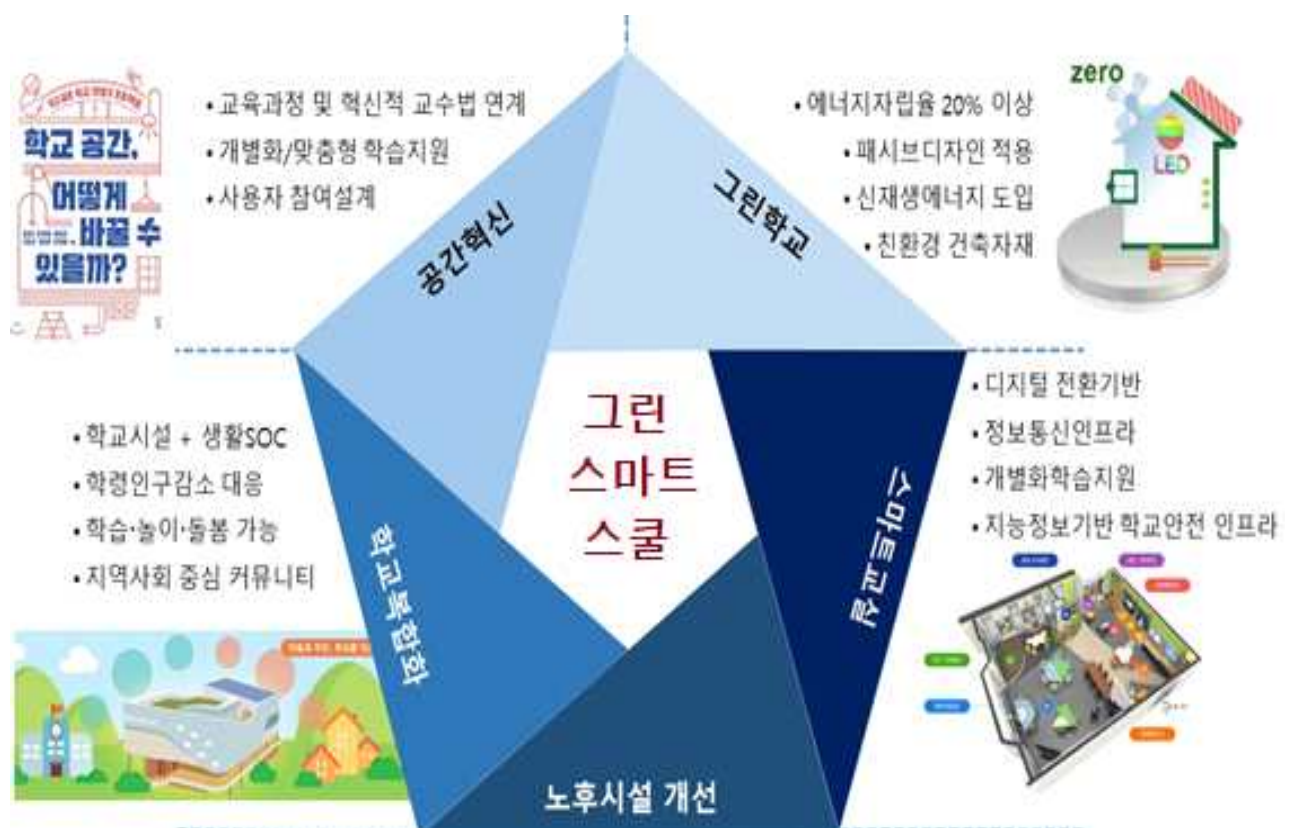 학교 공간,
어떻게
바꿀 수
있을까?
• 교육과정 및 혁신적 교수법 연계
• 개별화/맞춤형 학습지원
• 사용자 참여설계
공간혁신
• 에너지자립율 20% 이상
• 패시브디자인 적용
• 신재생에너지 도입
• 친환경 건축자재
그린학교
zero
LED
• 학교시설 + 생활SOC
• 학령인구감소 대응
• 학습·놀이·돌봄 가능
• 지역사회 중심 커뮤니티
학교복합화
그린
스마트
스쿨
• 디지털 전환기반
• 정보통신인프라
• 개별화학습지원
• 지능정보기반 학교안전 인프라
스마트교실
노후시설 개선